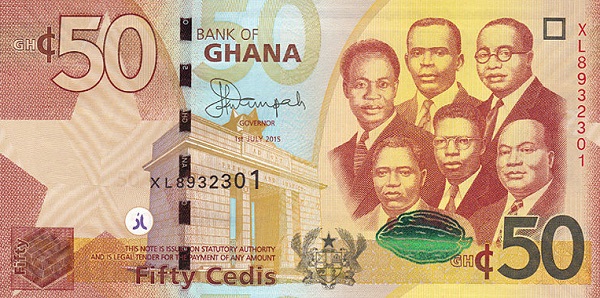 GH₵50
BANK OF
GHANA
GOVERNOR
1st JULY 2015
XL8932301
XL8932301
THIS NOTE IS ISSUED ON STATUTORY AUTHORITY
AND IS LEGAL TENDER FOR THE PAYMENT OF ANY AMOUNT
Fifty
Fifty Cedis
GH₵50